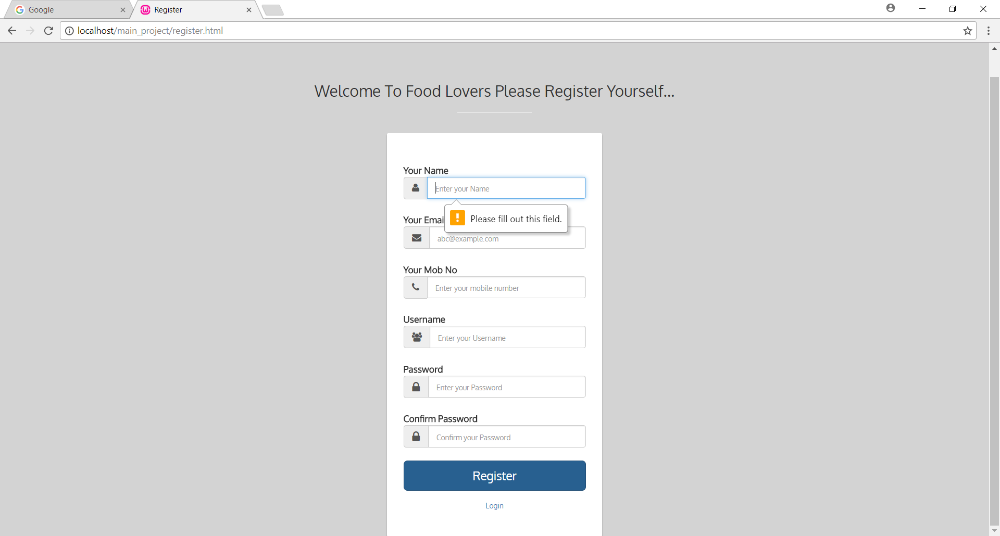 Google
Register
localhost/main_project/register.html
Welcome To Food Lovers Please Register Yourself...
Your Name
Enter your Name
Please fill out this field.
Your Emai
abc@example.com
Your Mob No
Enter your mobile number
Username
Enter your Username
Password
Enter your Password
Confirm Password
Confirm your Password
Register
Login